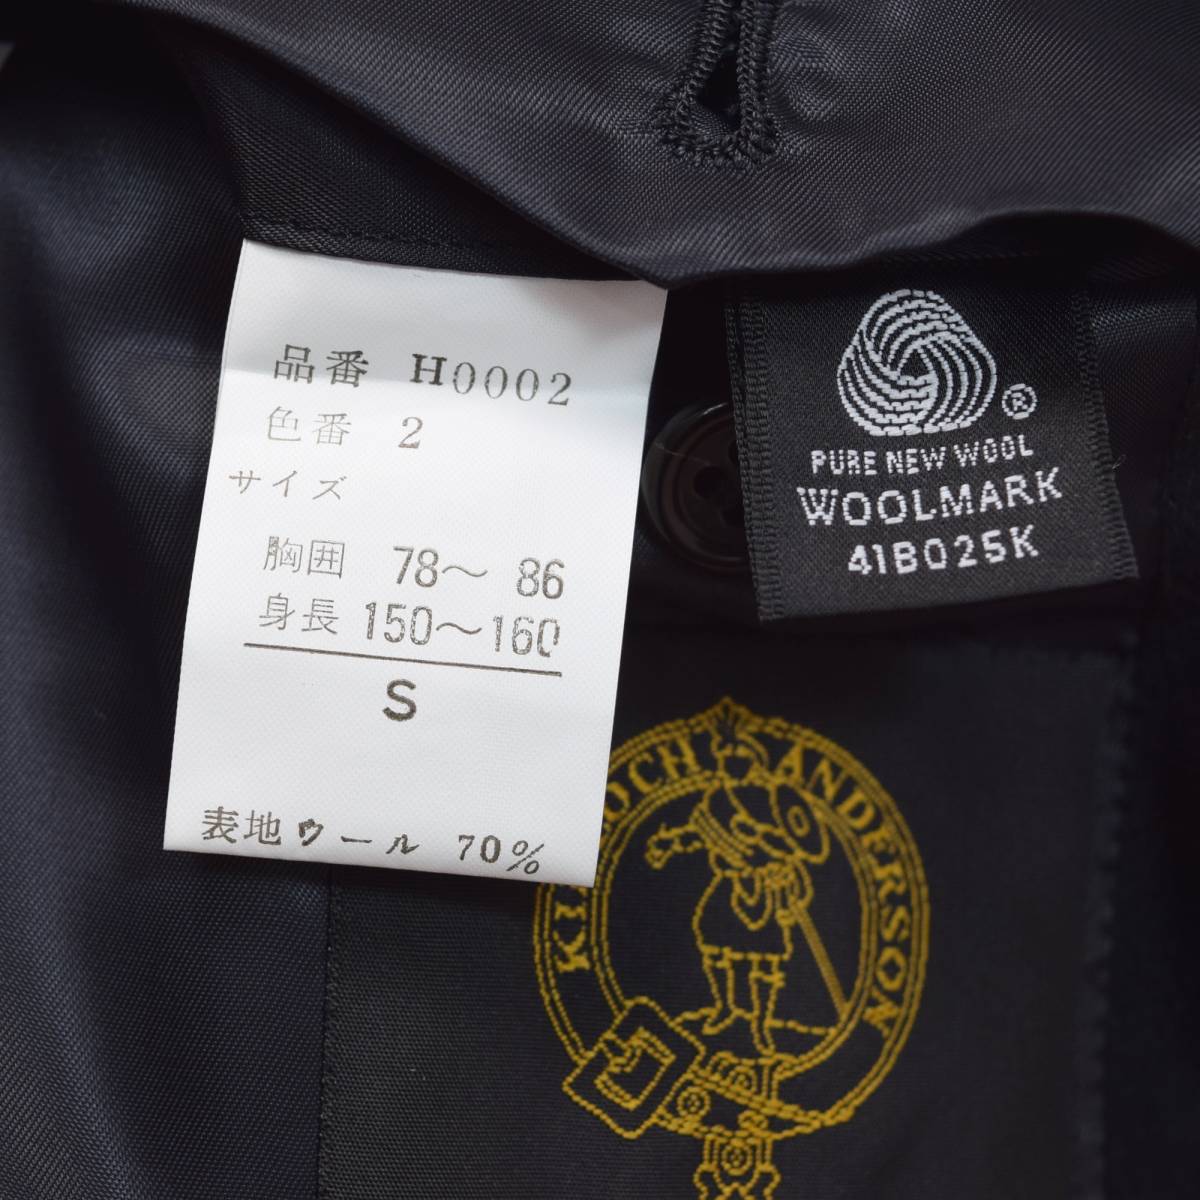 品番 H0002
色番 2
サイズ
胸囲 78～ 86
身長 150～160
S
表地ウール 70%
®
PURE NEW WOOL
WOOLMARK
41B025K
ANDERSON